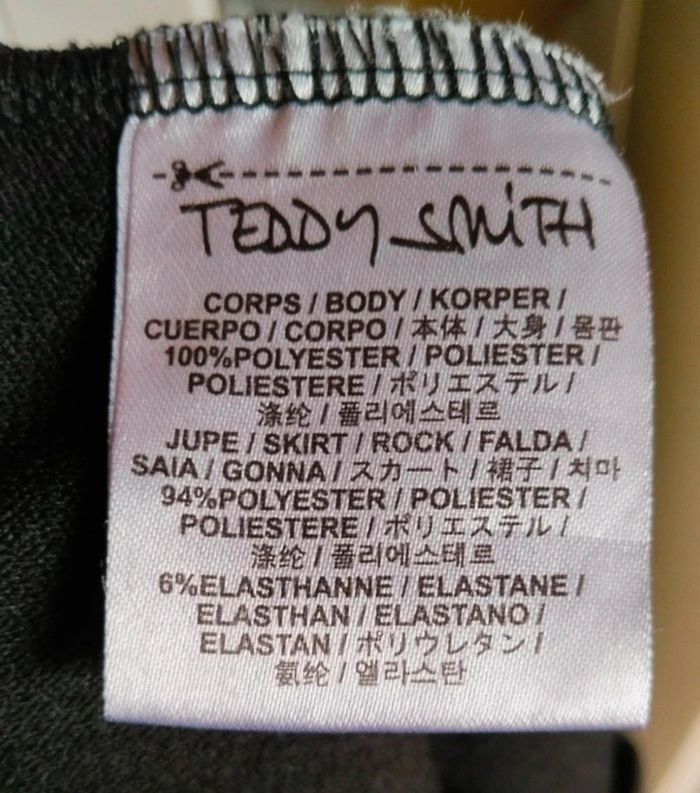 TEDDY SMITH
CORPS / BODY / KORPER /
CUERPO / CORPO / 本体 / 大身 / 몸판
100%POLYESTER / POLIESTER /
POLIESTERE / ポリエステル /
涤纶 / 폴리에스테르
JUPE / SKIRT / ROCK / FALDA /
SAIA / GONNA / スカート / 裙子 / 치마
94%POLYESTER / POLIESTER /
POLIESTERE / ポリエステル /
涤纶 / 폴리에스테르
6%ELASTHANNE / ELASTANE /
ELASTHAN / ELASTANO /
ELASTAN / ポリウレタン /
氨纶 / 엘라스탄